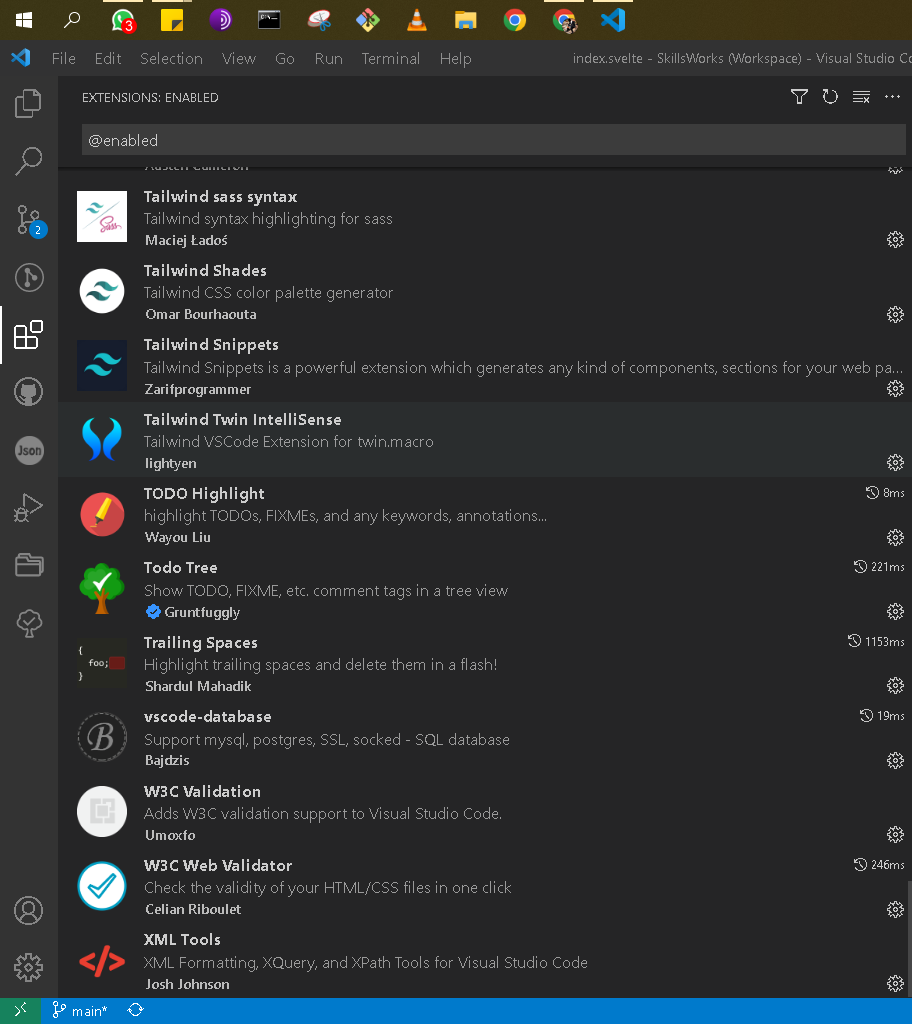 3
File Edit Selection View Go Run Terminal Help index.svelte - SkillsWorks (Workspace) - Visual Studio Co
EXTENSIONS: ENABLED
@enabled
Austen Cameron
Tailwind sass syntax
Tailwind syntax highlighting for sass
Maciej Ładoś
Tailwind Shades
Tailwind CSS color palette generator
Omar Bourhaouta
Tailwind Snippets
Tailwind Snippets is a powerful extension which generates any kind of components, sections for your web pa...
Zarifprogrammer
Tailwind Twin IntelliSense
Tailwind VSCode Extension for twin.macro
lightyen
TODO Highlight 8ms
highlight TODOs, FIXMEs, and any keywords, annotations...
Wayou Liu
Todo Tree 221ms
Show TODO, FIXME, etc. comment tags in a tree view
Gruntfuggly
Trailing Spaces 1153ms
Highlight trailing spaces and delete them in a flash!
Shardul Mahadik
vscode-database 19ms
Support mysql, postgres, SSL, socked - SQL database
Bajdzis
W3C Validation
Adds W3C validation support to Visual Studio Code.
Umoxfo
W3C Web Validator 246ms
Check the validity of your HTML/CSS files in one click
Celian Riboulet
XML Tools
XML Formatting, XQuery, and XPath Tools for Visual Studio Code
Josh Johnson
2
Json
Sass
{
foo;
}
B
main*